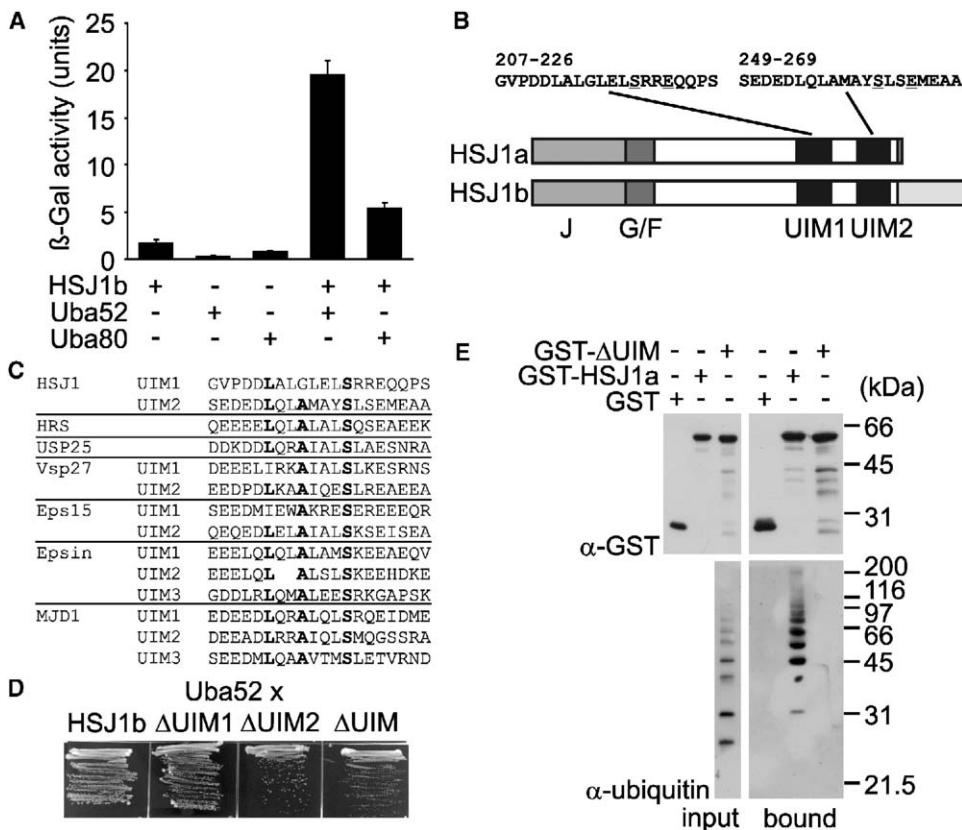 A
ß-Gal activity (units)
25
20
15
10
5
0
HSJ1b + - - + +
Uba52 - + - + -
Uba80 - - + - +
B
207-226 249-269
GVPDDLALGLELSRREQQPS SEDEDLQLAMAYSLSEMEAA
HSJ1a
HSJ1b
J G/F UIM1 UIM2
C
HSJ1 UIM1 GVPDDLALGLELSRREQQPS
UIM2 SEDEDLQLAMAYSLSEMEAA
HRS QEEEELQLALALSQSEAEEK
USP25 DDKDDLQRAIALSLAESNRA
Vsp27 UIM1 DEEELIRKAIALSLKESRNS
UIM2 EEDPDLKAAIQESLREAEEA
Eps15 UIM1 SEEDMIEWAKRESEREEEQR
UIM2 QEQEDLELAIALSKSEISEA
Epsin UIM1 EEELQLQLALAMSKEEAEQV
UIM2 EEELQL ALSLSKEEHDKE
UIM3 GDDLRLQMALEESRKGAPSK
MJD1 UIM1 EDEEDLQRALQLSRQEIDME
UIM2 DEEADLRRAIQLSMQGSSRA
UIM3 SEEDMLQAAVTMSLETVRND
D
Uba52 x
HSJ1b ΔUIM1 ΔUIM2 ΔUIM
E
GST-ΔUIM - - + - - +
GST-HSJ1a - + - - + - (kDa)
GST + - - + - -
66
45
31
α-GST
200
116
97
66
45
31
21.5
α-ubiquitin
input bound